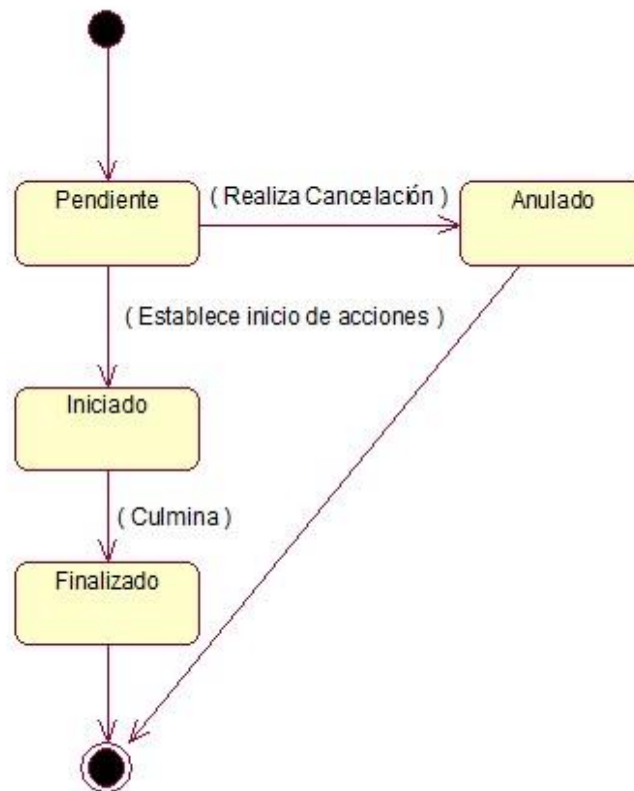 Pendiente
( Realiza Cancelación )
Anulado
( Establece inicio de acciones )
Iniciado
( Culmina )
Finalizado